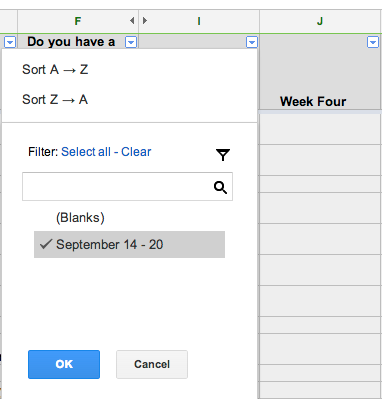 F I J
Do you have a
Sort A → Z
Sort Z → A
Week Four
Filter: Select all - Clear
(Blanks)
September 14 - 20
OK Cancel